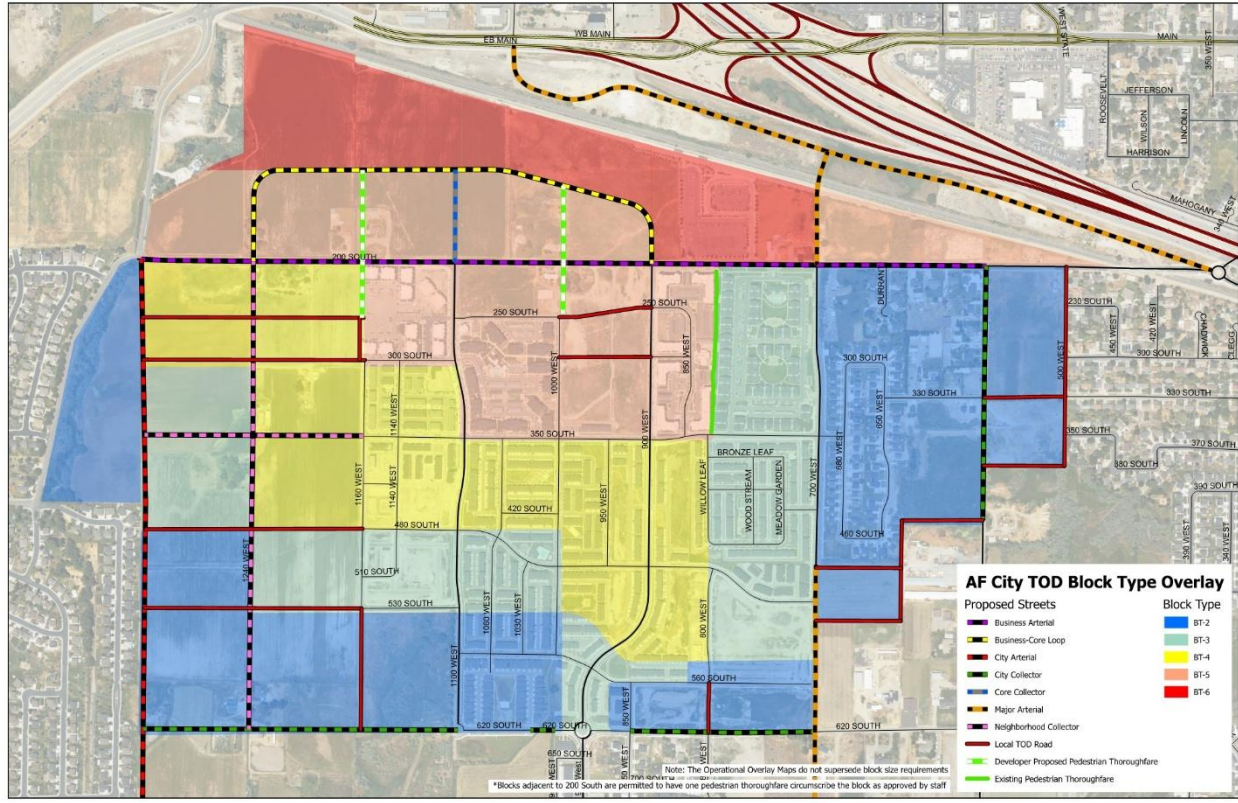 WB MAIN
EB MAIN
MAIN
WEST STATE
350 WEST
ROOSEVELT
JEFFERSON
WILSON
LINCOLN
HARRISON
MAHOGANY
340 WEST
200 SOUTH
DURRANT
250 SOUTH
250 SOUTH
230 SOUTH
450 WEST
420 WEST
CHADWICK
CLEGG
500 WEST
300 SOUTH
1000 WEST
850 WEST
300 SOUTH
300 SOUTH
650 WEST
330 SOUTH
330 SOUTH
1140 WEST
900 WEST
680 WEST
350 SOUTH
350 SOUTH
370 SOUTH
380 SOUTH
BRONZE LEAF
WILLOW LEAF
WOOD STREAM
MEADOW GARDEN
700 WEST
1160 WEST
1140 WEST
420 SOUTH
950 WEST
390 SOUTH
480 SOUTH
460 SOUTH
390 WEST
340 WEST
1240 WEST
510 SOUTH
530 SOUTH
1080 WEST
1030 WEST
800 WEST
1100 WEST
560 SOUTH
850 WEST
620 SOUTH
620 SOUTH
620 SOUTH
650 SOUTH
700 SOUTH
AF City TOD Block Type Overlay
Proposed Streets
Business Arterial
Business-Core Loop
City Arterial
City Collector
Core Collector
Major Arterial
Neighborhood Collector
Local TOD Road
Developer Proposed Pedestrian Thoroughfare
Existing Pedestrian Thoroughfare
Block Type
BT-2
BT-3
BT-4
BT-5
BT-6
Note: The Operational Overlay Maps do not supersede block size requirements
*Blocks adjacent to 200 South are permitted to have one pedestrian thoroughfare circumscribe the block as approved by staff